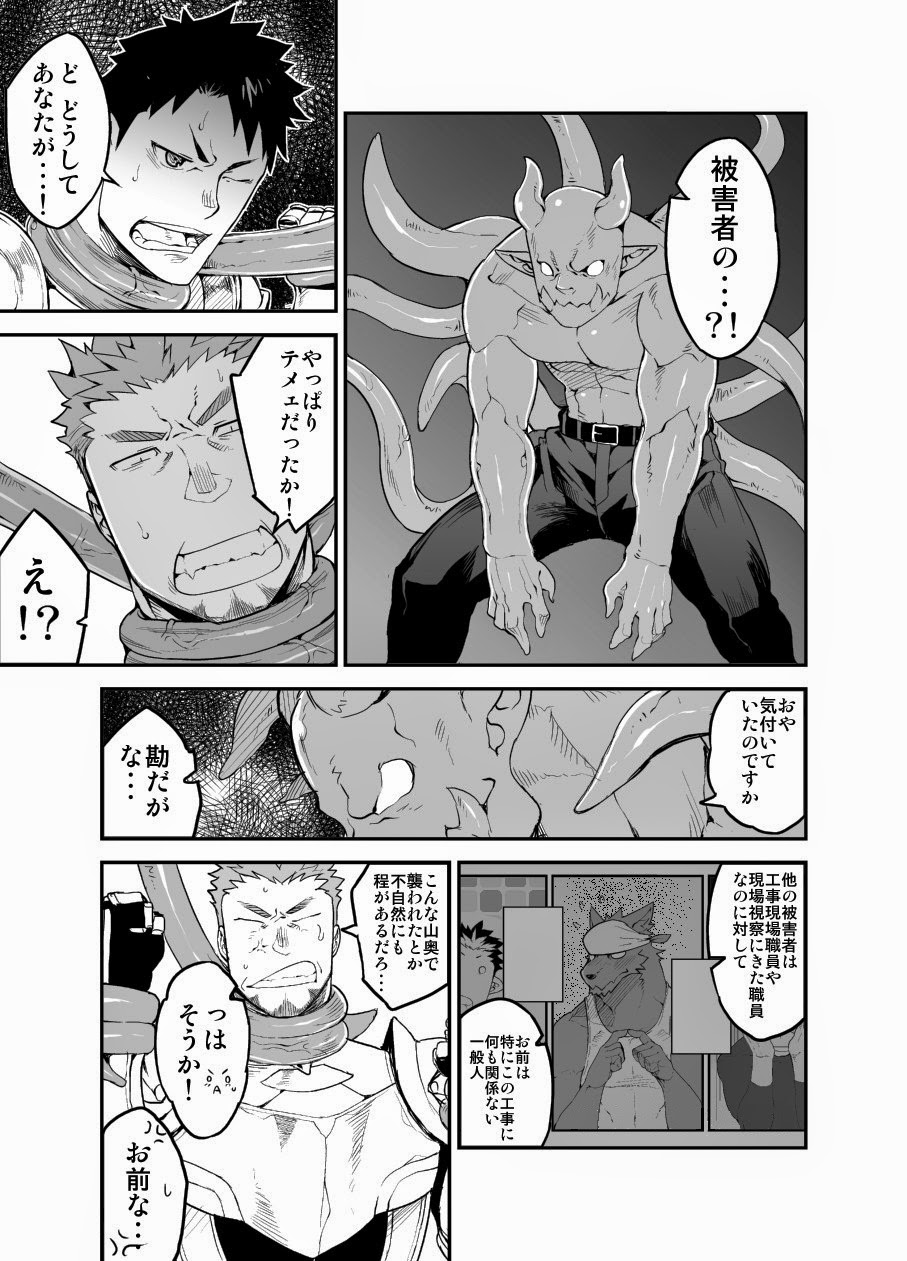 被害者の・・・?!
ど どうして
あなたが・・・!
やっぱり
テメェだったか!
え!?
おや
気付いて
いたのですか
勘だが
な・・・
他の被害者は
工事現場職員や
現場視察にきた職員
なのに対して
お前は
特にこの工事に
何も関係ない
一般人
こんな山奥で
襲われたとか
不自然にも
程があるだろ・・・
つは
そうか!
お前な・・・